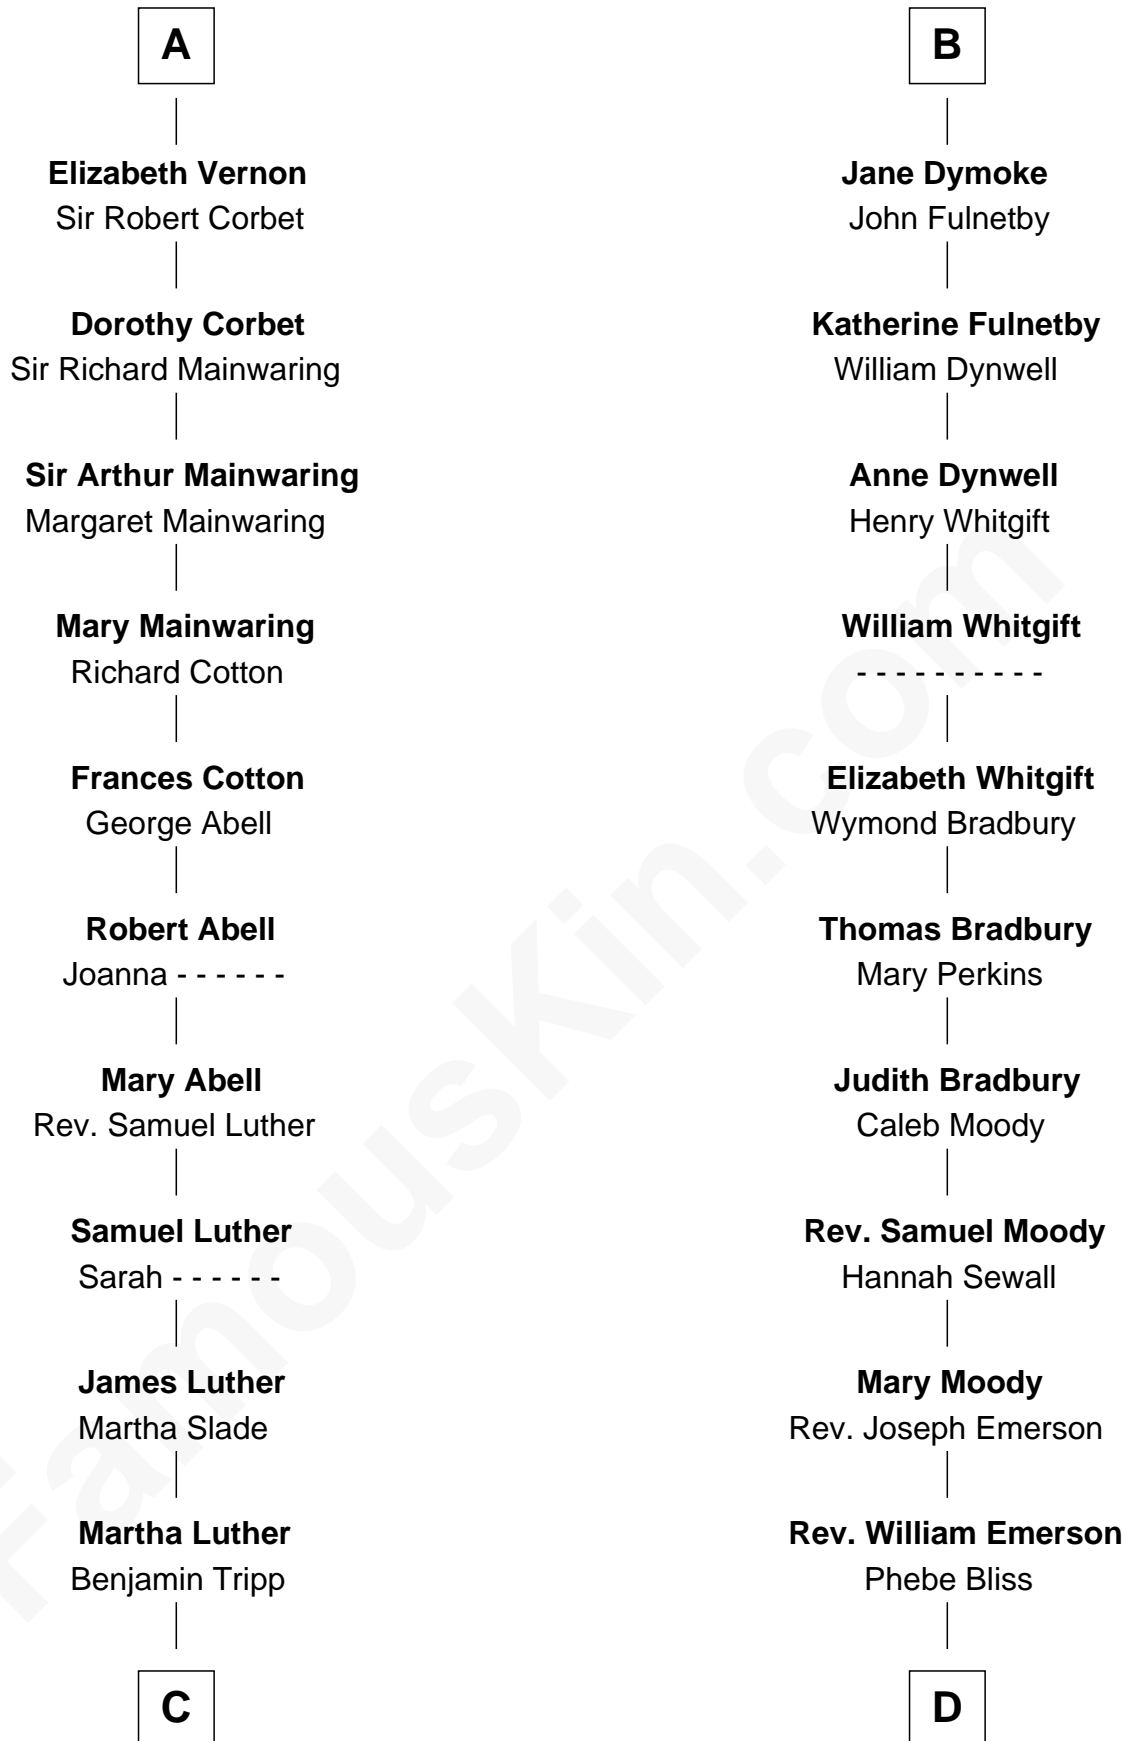 A
Elizabeth Vernon
Sir Robert Corbet
Dorothy Corbet
Sir Richard Mainwaring
Sir Arthur Mainwaring
Margaret Mainwaring
Mary Mainwaring
Richard Cotton
Frances Cotton
George Abell
Robert Abell
Joanna - - - - - -
Mary Abell
Rev. Samuel Luther
Samuel Luther
Sarah - - - - - -
James Luther
Martha Slade
Martha Luther
Benjamin Tripp
C
B
Jane Dymoke
John Fulnetby
Katherine Fulnetby
William Dynwell
Anne Dynwell
Henry Whitgift
William Whitgift
- - - - - - - - - -
Elizabeth Whitgift
Wymond Bradbury
Thomas Bradbury
Mary Perkins
Judith Bradbury
Caleb Moody
Rev. Samuel Moody
Hannah Sewall
Mary Moody
Rev. Joseph Emerson
Rev. William Emerson
Phebe Bliss
D
FamousKin.com